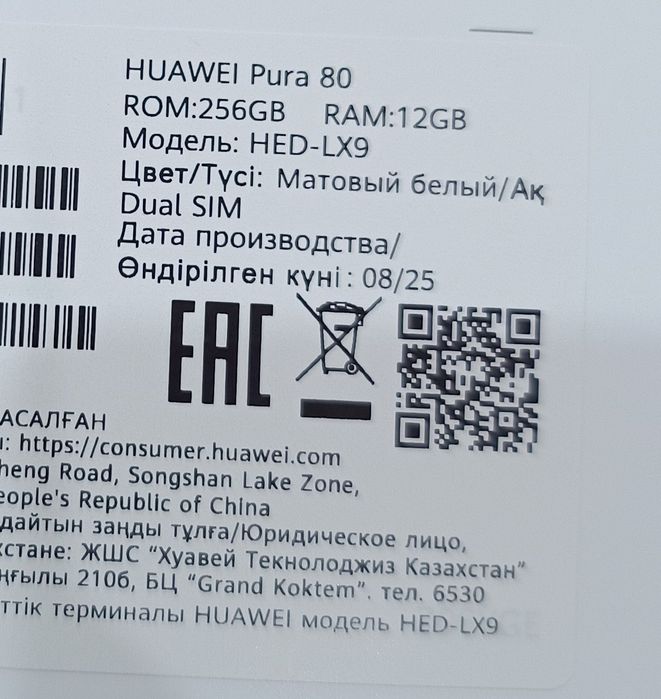 HUAWEI Pura 80
ROM:256GB RAM:12GB
Модель: HED-LX9
Цвет/Түсі: Матовый белый/Ақ
Dual SIM
Дата производства/
Өндірілген күні: 08/25
EAC
АСАЛҒАН
: https://consumer.huawei.com
heng Road, Songshan Lake Zone,
eople's Republic of China
дайтын заңды тұлға/Юридическое лицо,
кстане: ЖШС "Хуавей Текнолоджиз Казахстан"
ңғылы 210б, БЦ "Grand Koktem". тел. 6530
ттік терминалы HUAWEI модель HED-LX9